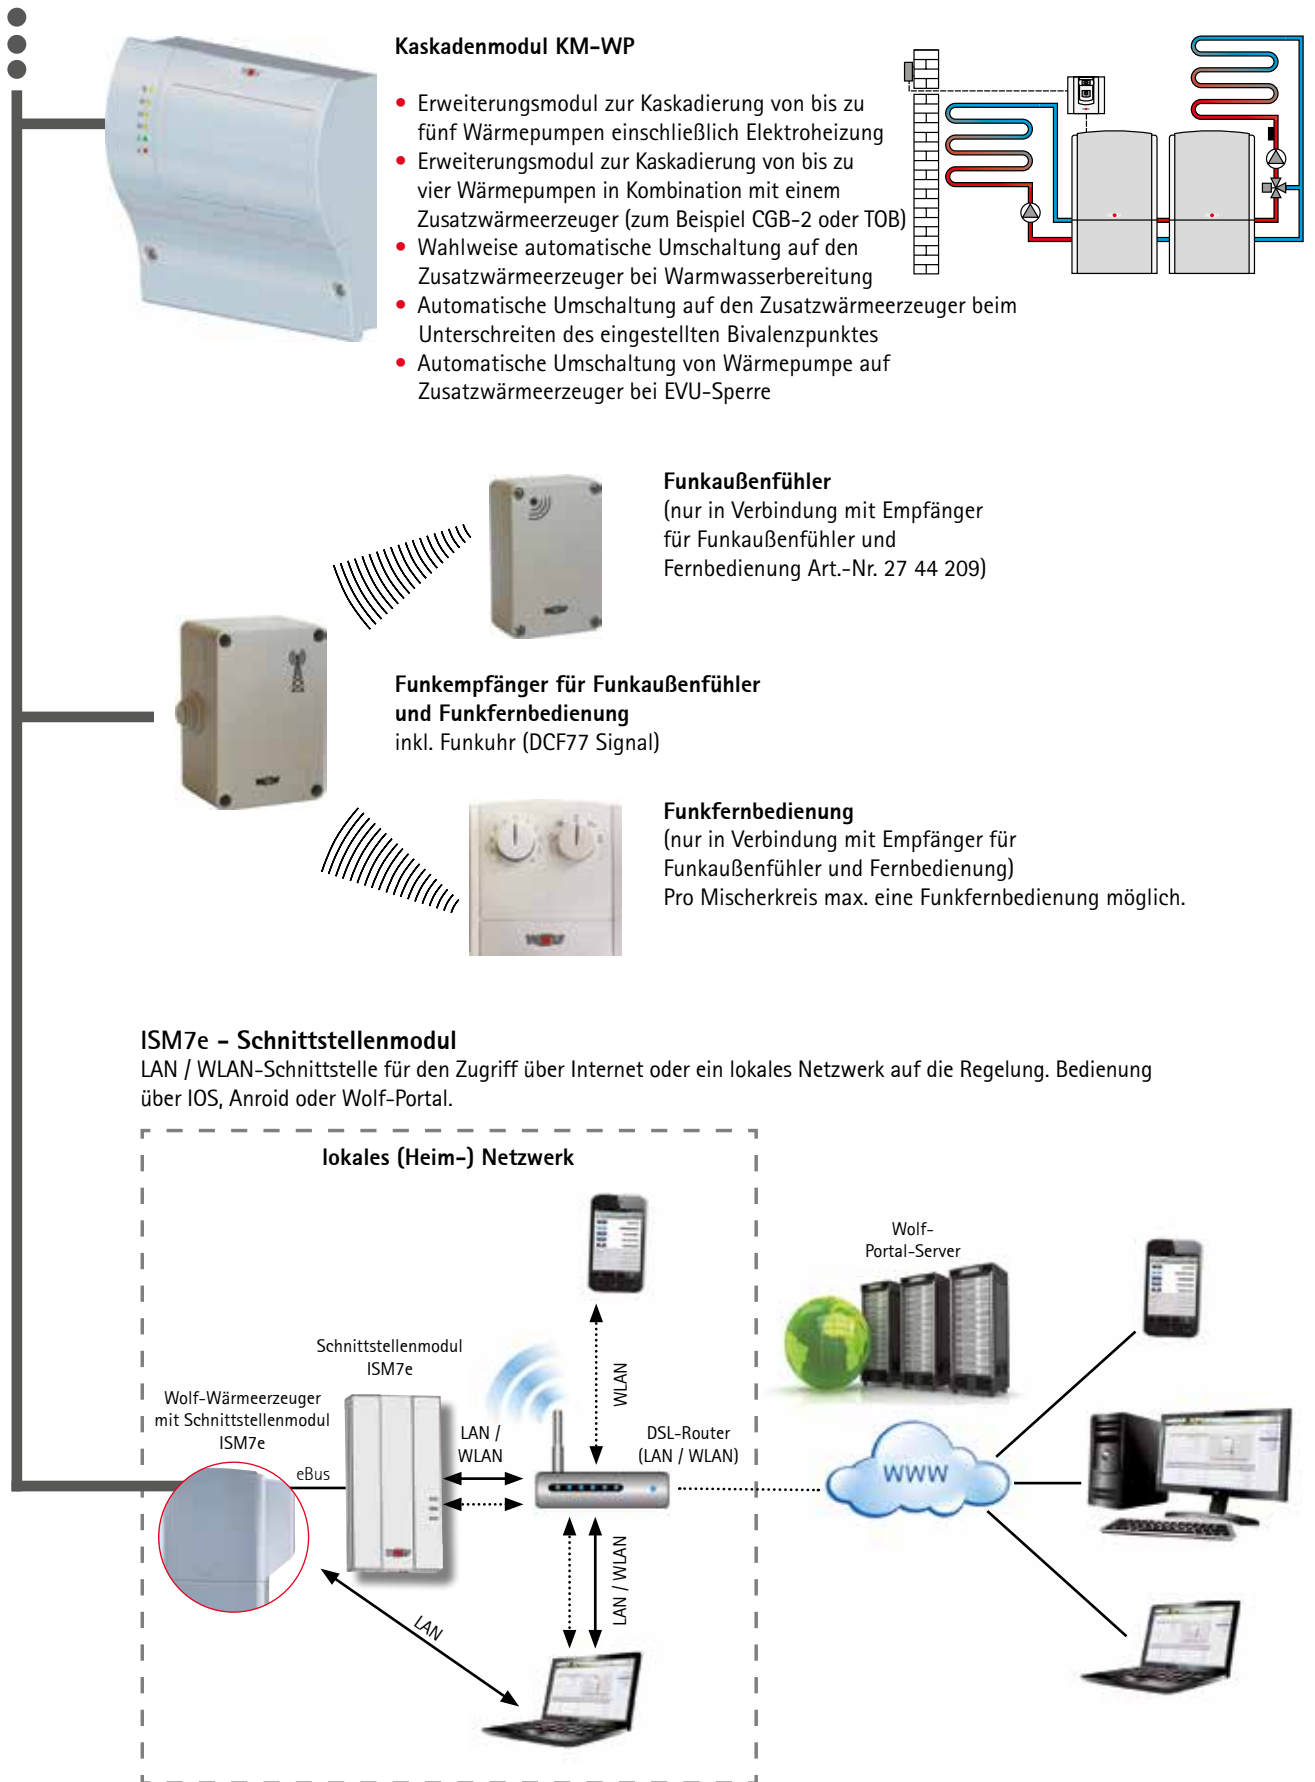 Kaskadenmodul KM-WP
• Erweiterungsmodul zur Kaskadierung von bis zu
fünf Wärmepumpen einschließlich Elektroheizung
• Erweiterungsmodul zur Kaskadierung von bis zu
vier Wärmepumpen in Kombination mit einem
Zusatzwärmeerzeuger (zum Beispiel CGB-2 oder TOB)
• Wahlweise automatische Umschaltung auf den
Zusatzwärmeerzeuger bei Warmwasserbereitung
• Automatische Umschaltung auf den Zusatzwärmeerzeuger beim
Unterschreiten des eingestellten Bivalenzpunktes
• Automatische Umschaltung von Wärmepumpe auf
Zusatzwärmeerzeuger bei EVU-Sperre
Funkaußenfühler
(nur in Verbindung mit Empfänger
für Funkaußenfühler und
Fernbedienung Art.-Nr. 27 44 209)
WOLF
WOLF
Funkempfänger für Funkaußenfühler
und Funkfernbedienung
inkl. Funkuhr (DCF77 Signal)
Funkfernbedienung
(nur in Verbindung mit Empfänger für
Funkaußenfühler und Fernbedienung)
Pro Mischerkreis max. eine Funkfernbedienung möglich.
WOLF
ISM7e - Schnittstellenmodul
LAN / WLAN-Schnittstelle für den Zugriff über Internet oder ein lokales Netzwerk auf die Regelung. Bedienung
über IOS, Anroid oder Wolf-Portal.
lokales (Heim-) Netzwerk
Wolf-
Portal-Server
Schnittstellenmodul
ISM7e
WLAN
Wolf-Wärmeerzeuger
mit Schnittstellenmodul
ISM7e
LAN /
WLAN
DSL-Router
(LAN / WLAN)
eBus
WWW
LAN / WLAN
LAN